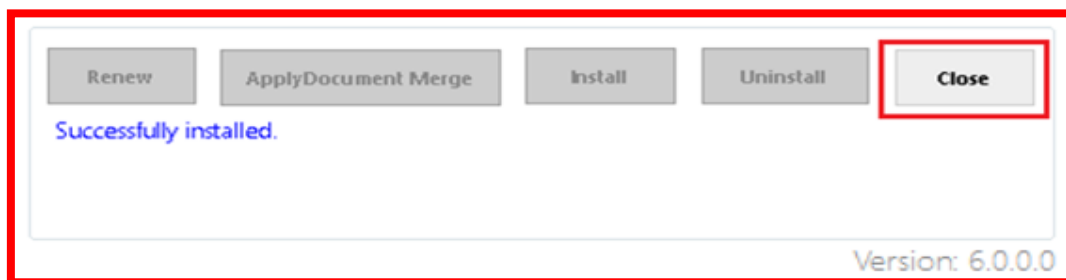 Renew ApplyDocument Merge Install Uninstall Close
Successfully installed.
Version: 6.0.0.0